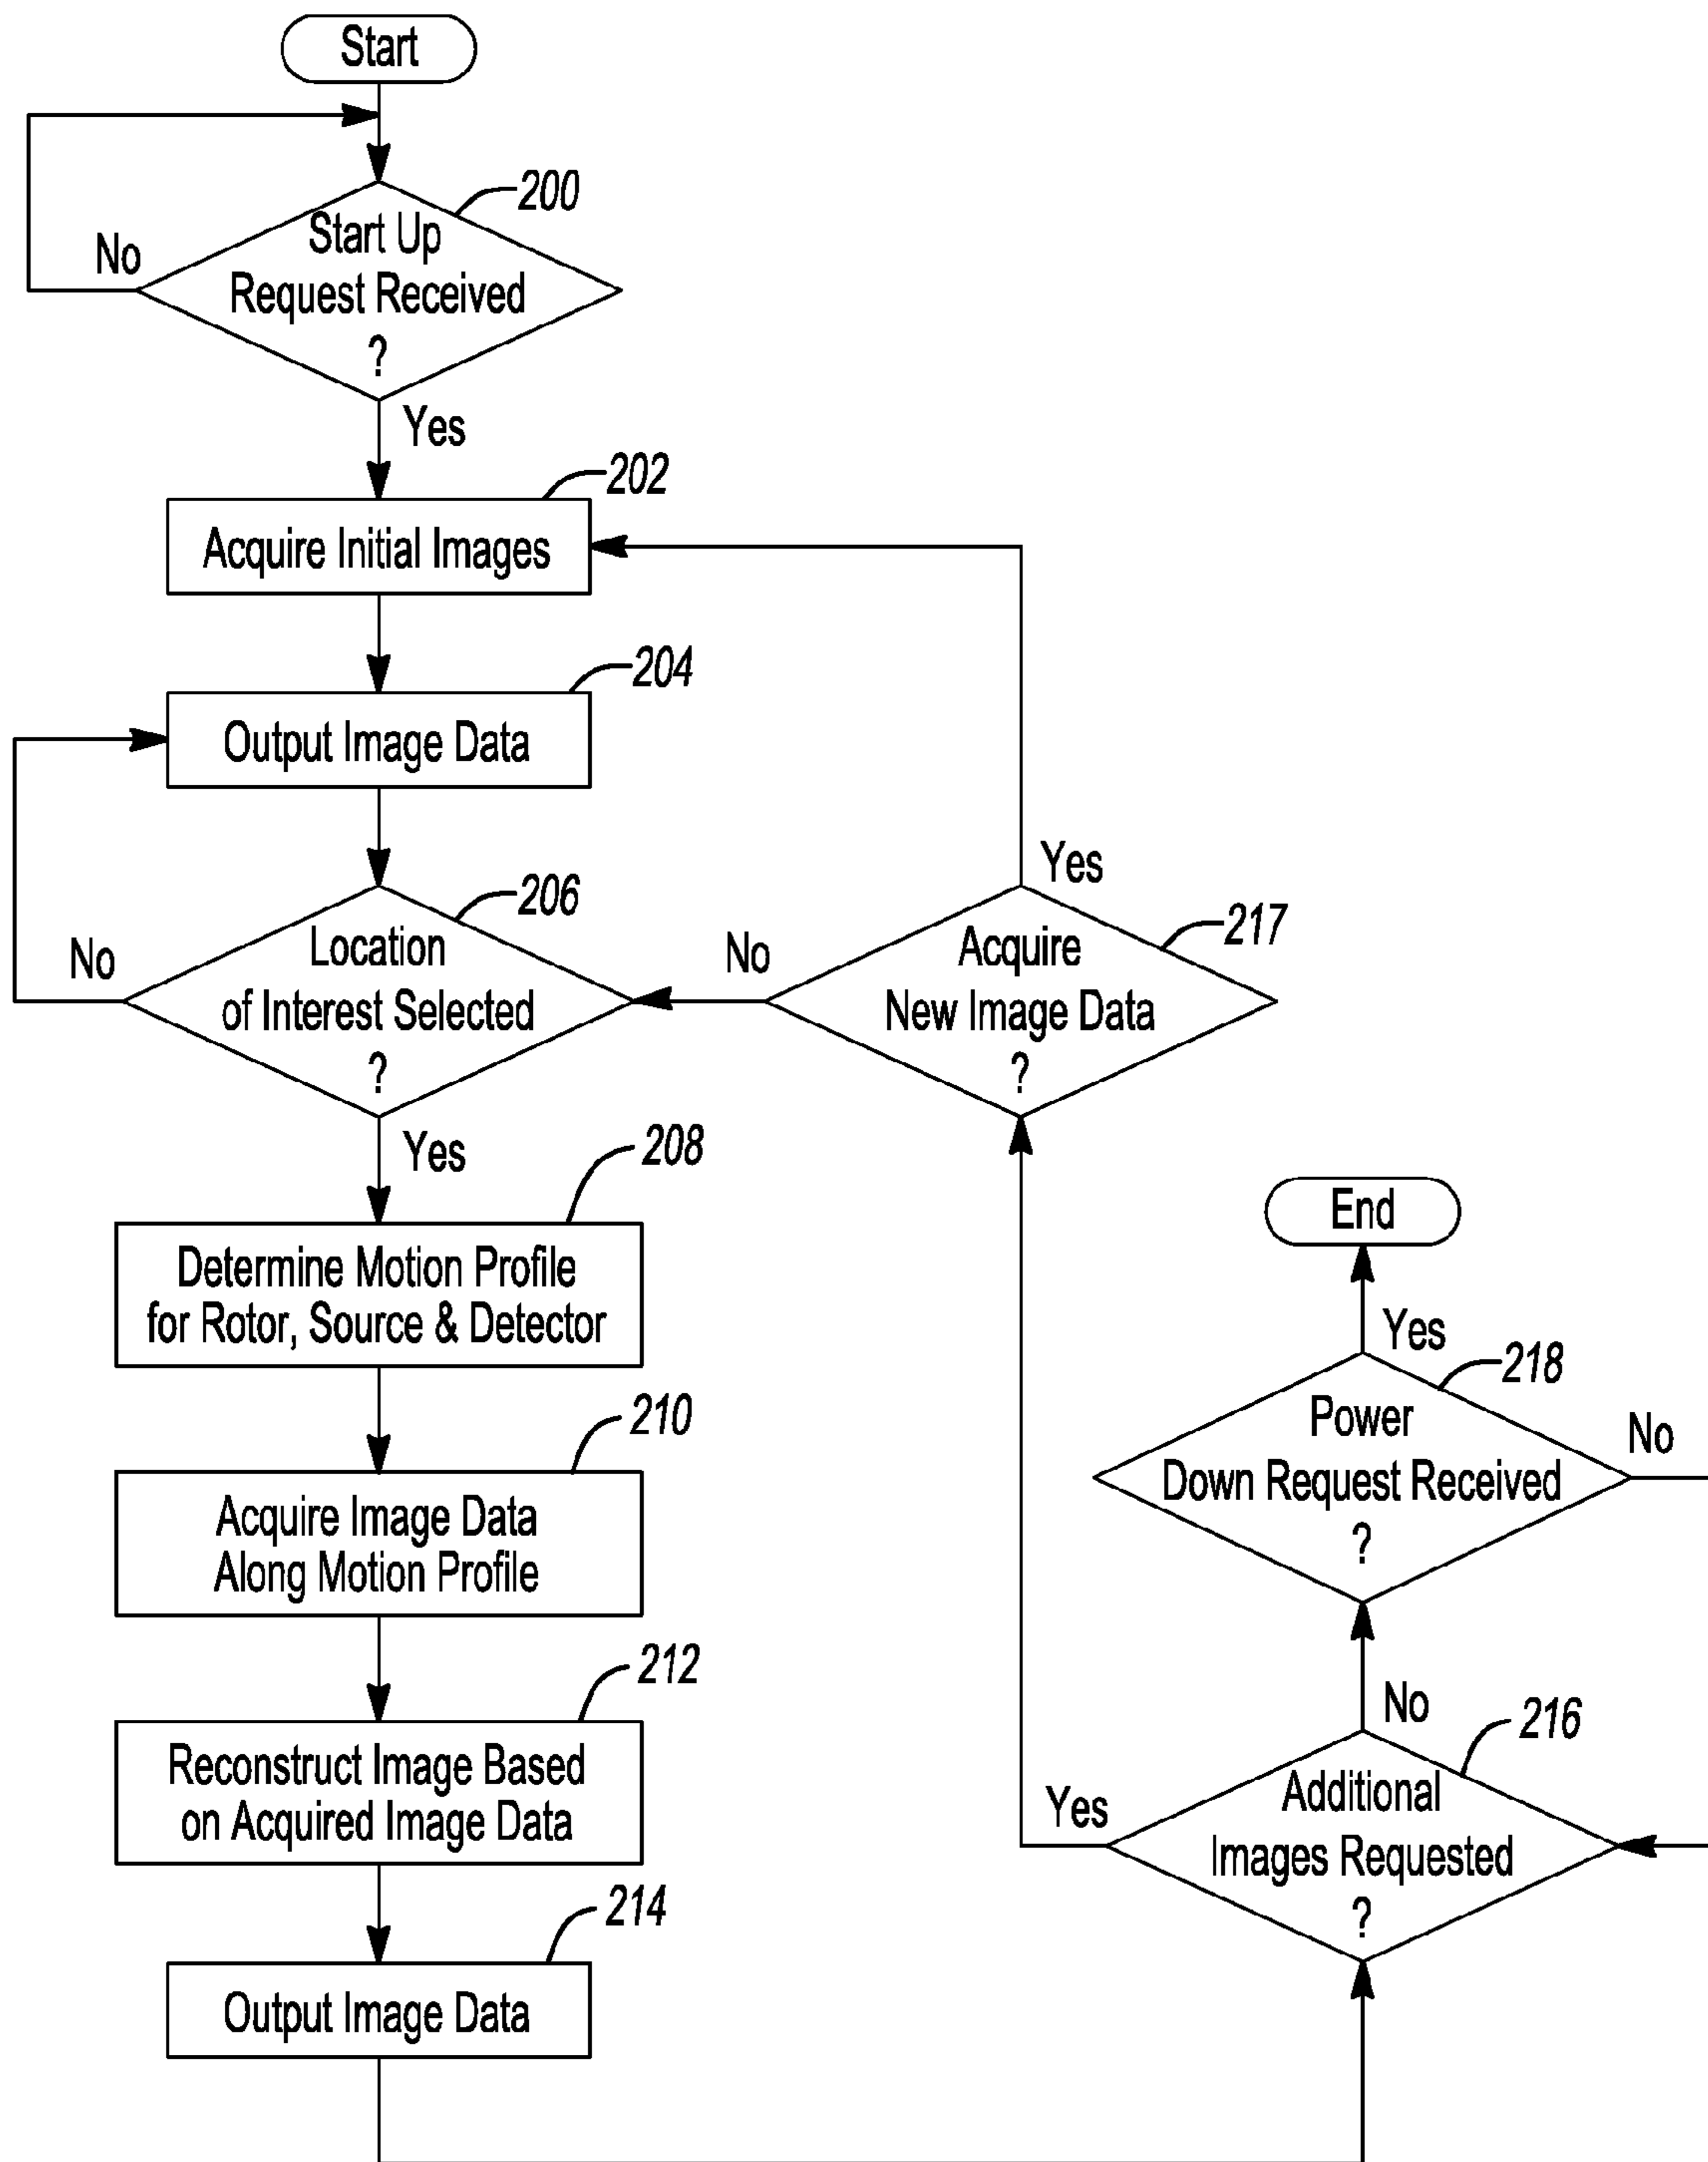 Start
200
Start Up
Request Received
?
No
Yes
202
Acquire Initial Images
204
Output Image Data
206
Location
of Interest Selected
?
No
Yes
217
Acquire
New Image Data
?
Yes
No
208
Determine Motion Profile
for Rotor, Source & Detector
210
Acquire Image Data
Along Motion Profile
212
Reconstruct Image Based
on Acquired Image Data
214
Output Image Data
End
Yes
218
Power
Down Request Received
?
No
No
216
Additional
Images Requested
?
Yes